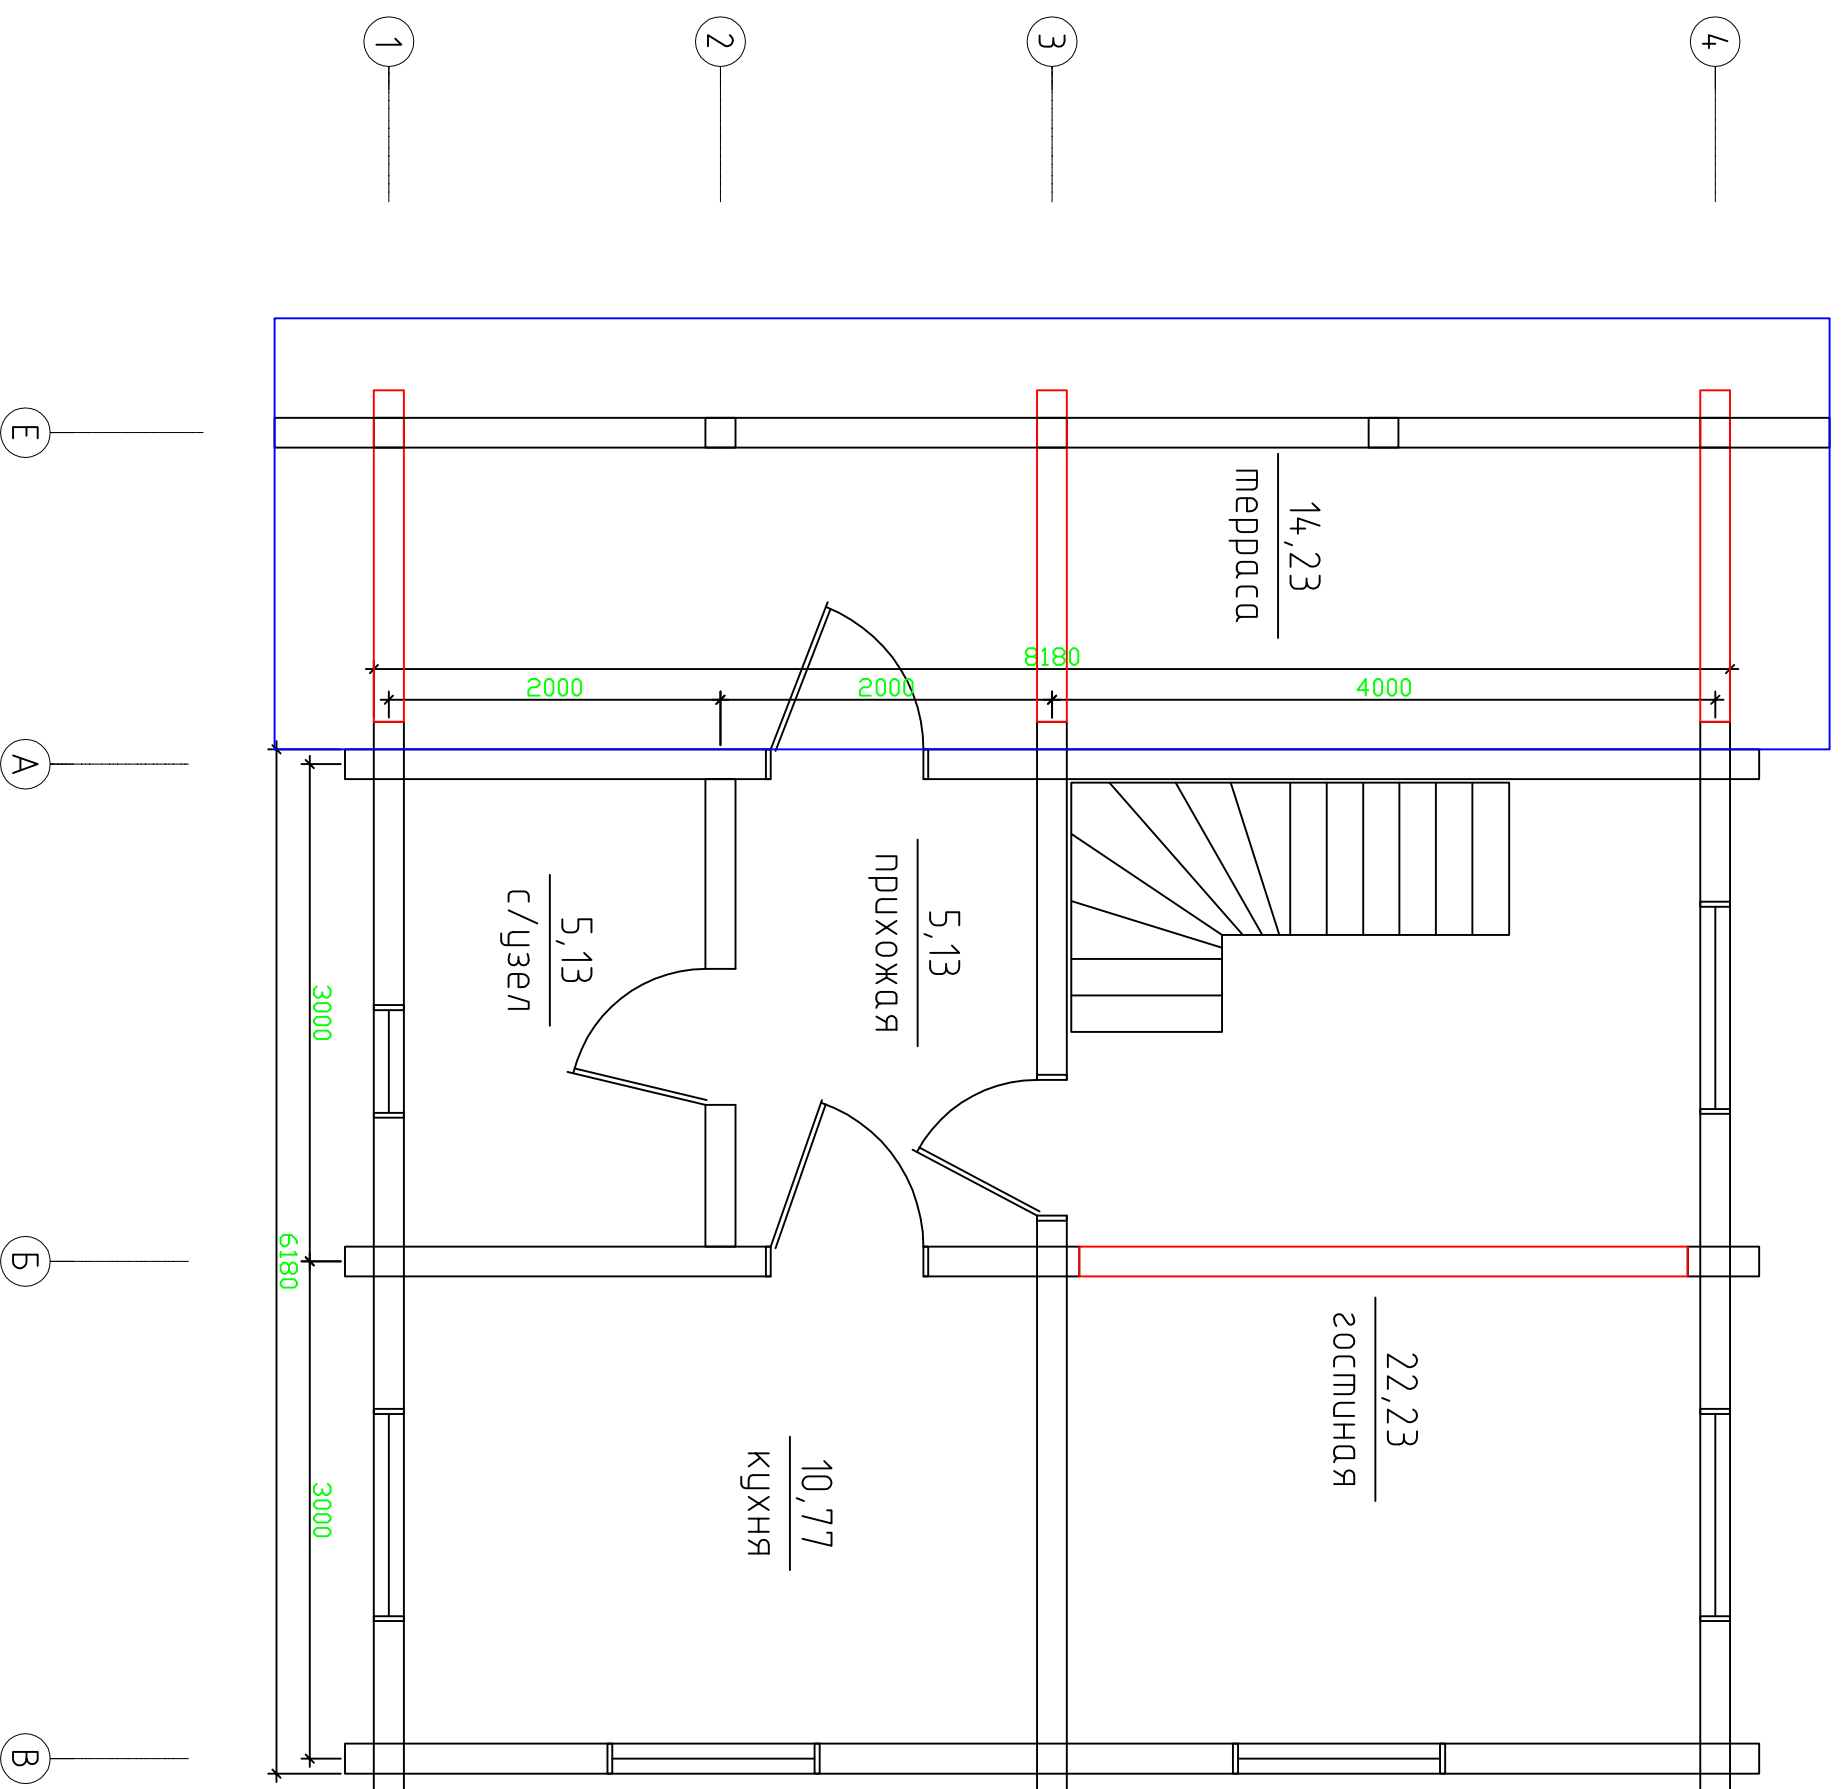 1
2
3
4
Е
14,23
терраса
8180
2000
2000
4000
А
5,13
с/узел
5,13
прихожая
3000
6180
Б
22,23
гостиная
10,77
кухня
3000
В